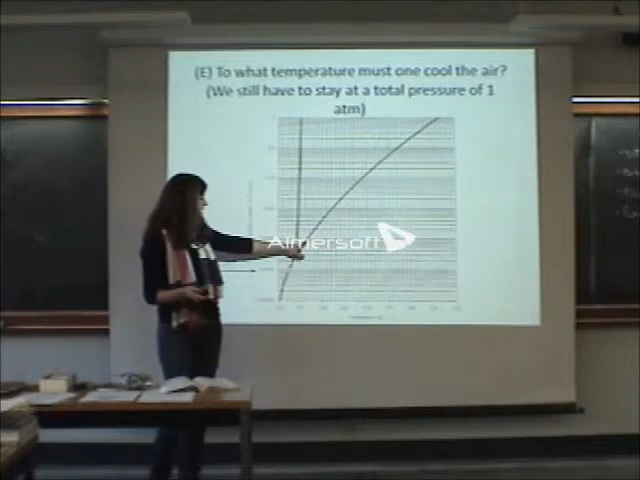 (E) To what temperature must one cool the air?
(We still have to stay at a total pressure of 1
atm)
Aimersoft